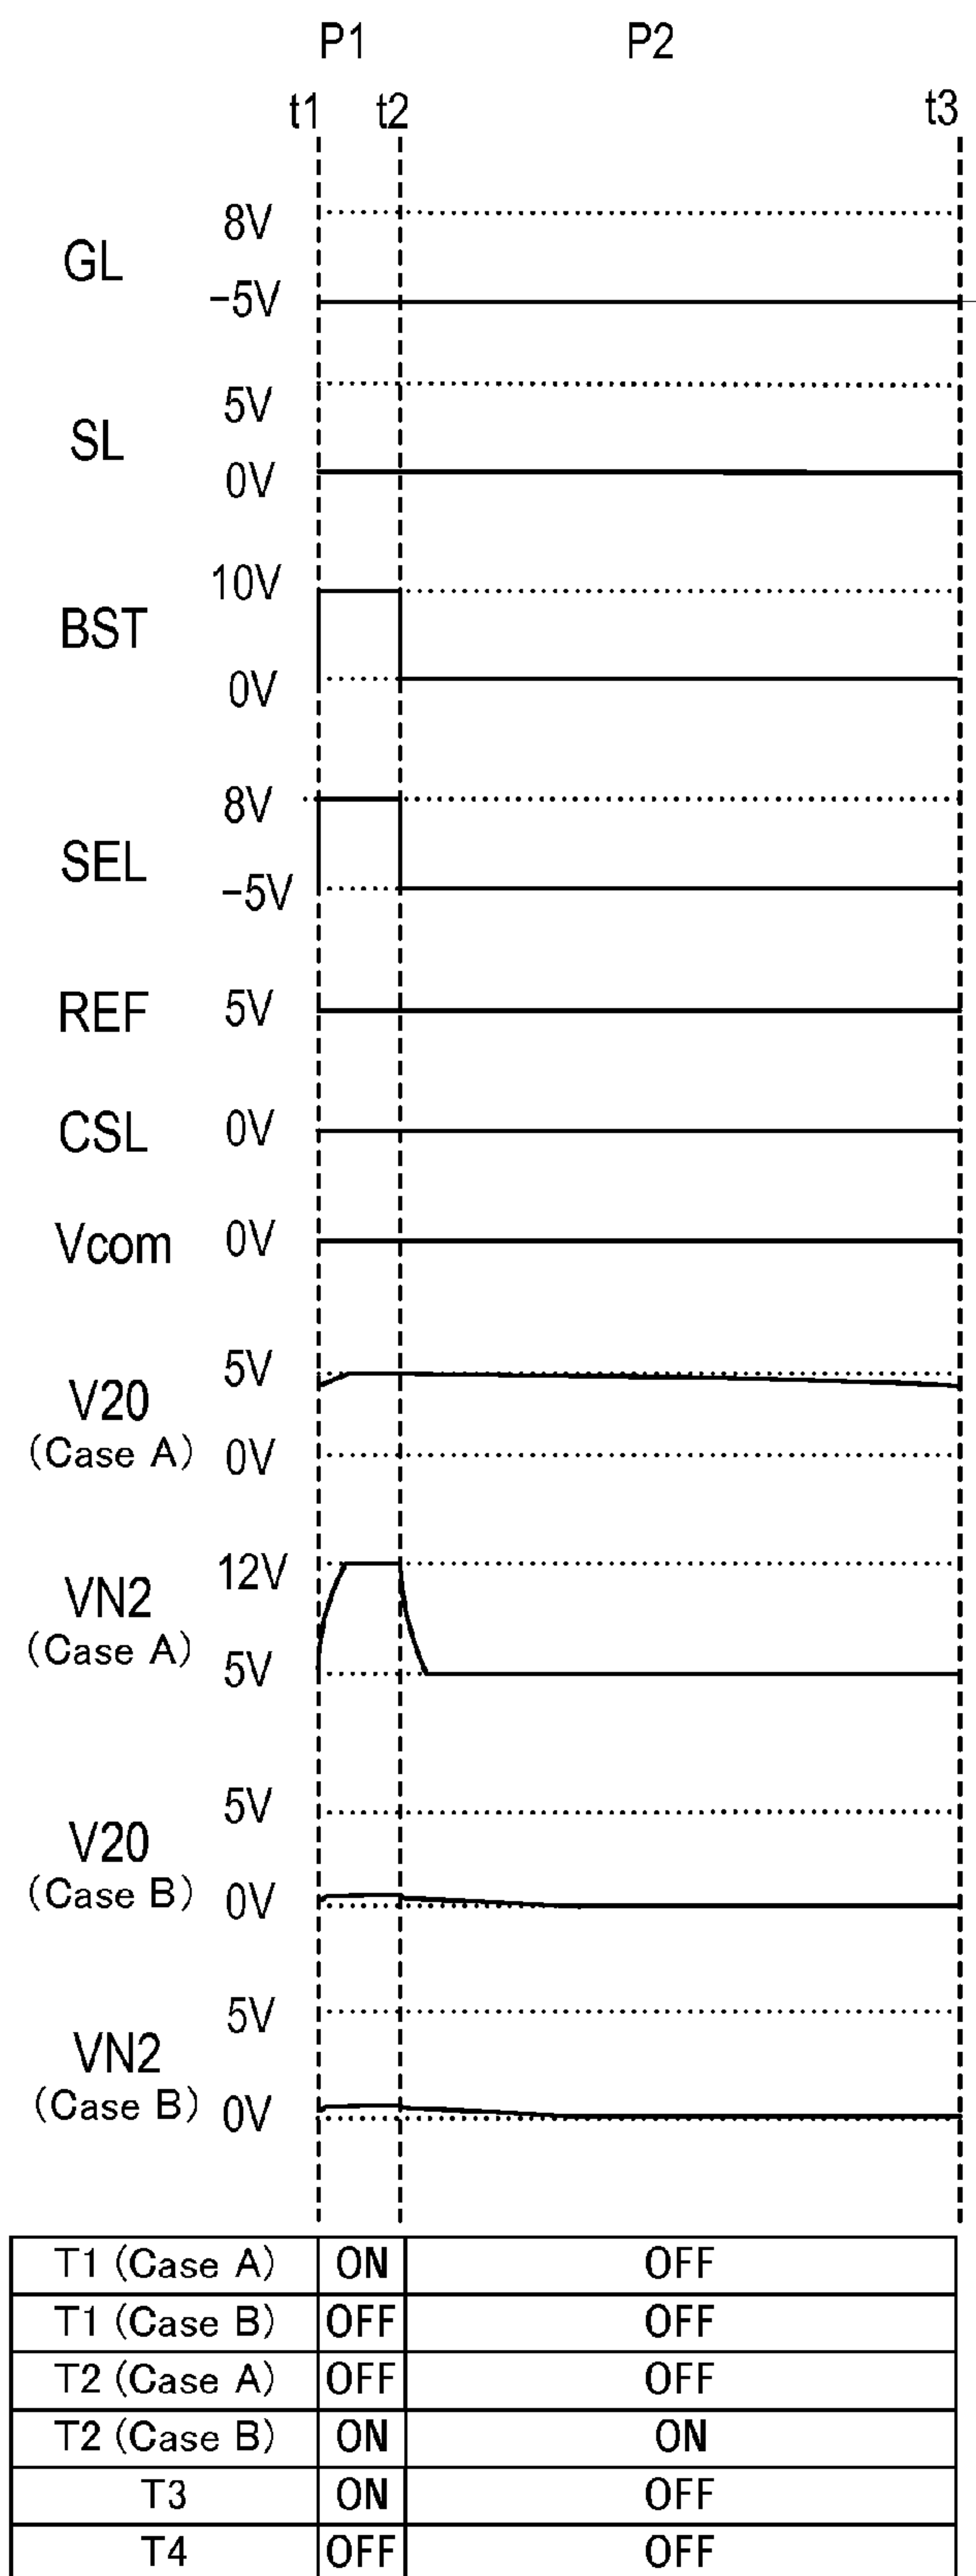 P1 P2
t1 t2 t3
GL 8V
−5V
SL 5V
0V
BST 10V
0V
SEL 8V
−5V
REF 5V
CSL 0V
Vcom 0V
V20
(Case A) 5V
0V
VN2
(Case A) 12V
5V
V20
(Case B) 5V
0V
VN2
(Case B) 5V
0V
T1 (Case A) ON OFF
T1 (Case B) OFF OFF
T2 (Case A) OFF OFF
T2 (Case B) ON ON
T3 ON OFF
T4 OFF OFF